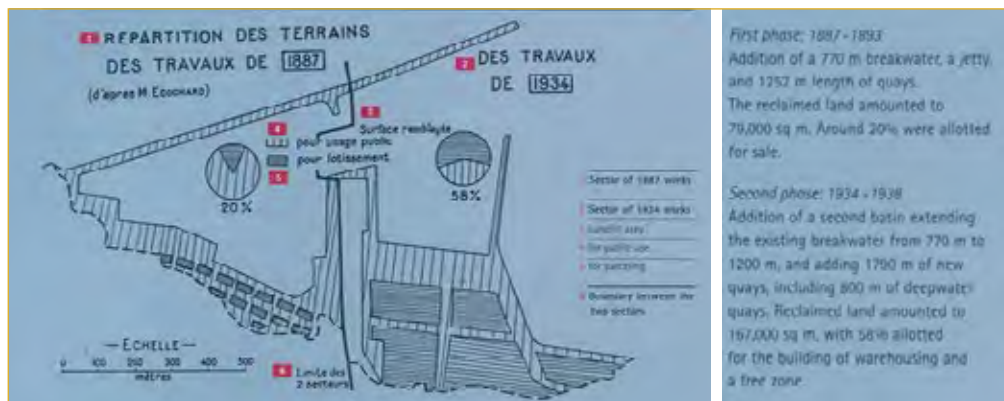 1 REPARTITION DES TERRAINS
DES TRAVAUX DE 1887
(d'après M. ECOCHARD)
2 DES TRAVAUX
DE 1934
3
Surface remblayée
4
pour usage public
pour lotissement
5
20%
58%
Sector of 1887 works
Sector of 1934 works
Landfill area
for public use
for parcelling
Boundary between the
two sectors
— ECHELLE —
0 100 200 300 400 500
mètres
6 Limite des
2 secteurs
First phase: 1887-1893
Addition of a 770 m breakwater, a jetty,
and 1252 m length of quays.
The reclaimed land amounted to
79,000 sq m. Around 20% were allotted
for sale.
Second phase: 1934-1938
Addition of a second basin extending
the existing breakwater from 770 m to
1200 m, and adding 1790 m of new
quays, including 800 m of deepwater
quays. Reclaimed land amounted to
167,000 sq m, with 58% allotted
for the building of warehousing and
a free zone